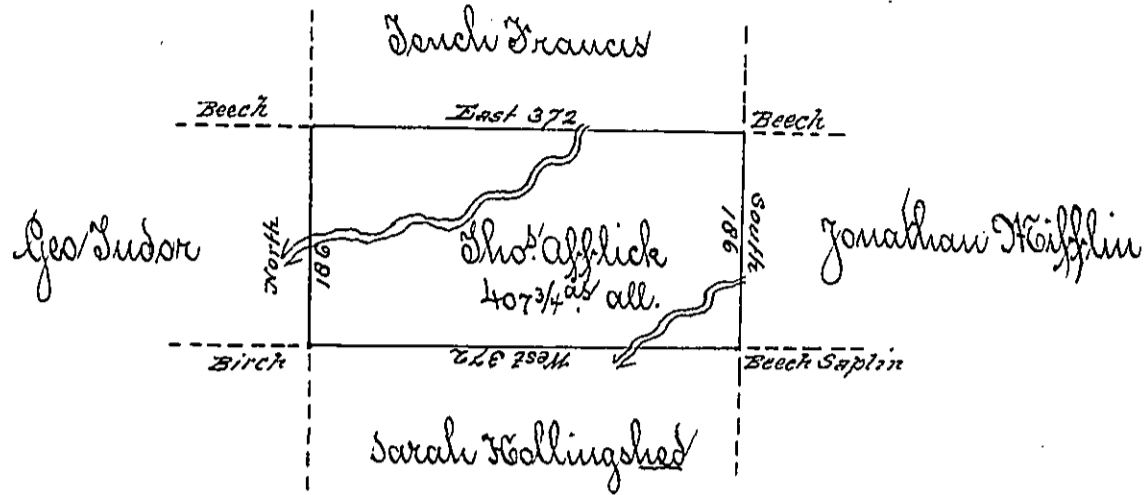 Tench Francis
Beech
East 372
Beech
North
186
South
186
Geo Tudor
Tho.s Afflick
407 3/4 as all.
Jonathan Mifflin
Birch
West 372
Beech Saplin
Sarah Hollingshed